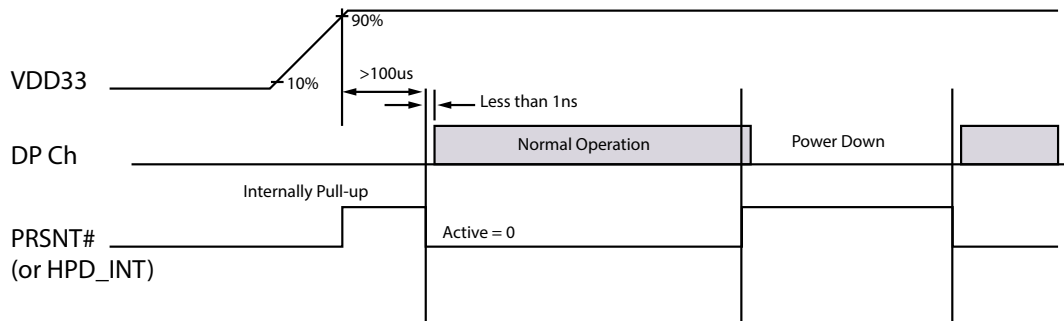 90%
VDD33
10%
>100us
Less than 1ns
DP Ch
Normal Operation
Power Down
Internally Pull-up
PRSNT#
(or HPD_INT)
Active = 0